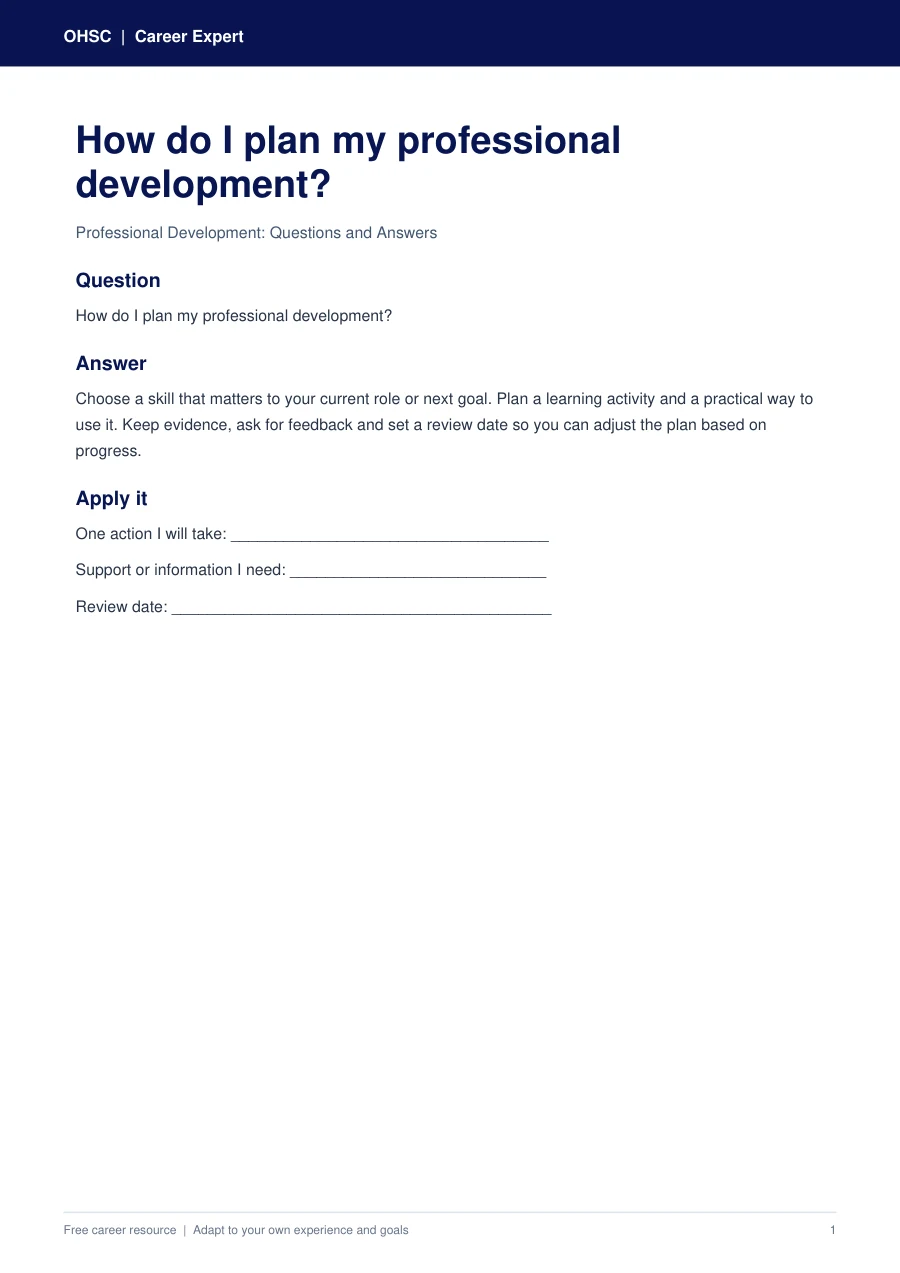 OHSC | Career Expert
How do I plan my professional
development?
Professional Development: Questions and Answers
Question
How do I plan my professional development?
Answer
Choose a skill that matters to your current role or next goal. Plan a learning activity and a practical way to
use it. Keep evidence, ask for feedback and set a review date so you can adjust the plan based on
progress.
Apply it
One action I will take: ____________________________________
Support or information I need: _____________________________
Review date: ___________________________________________
Free career resource | Adapt to your own experience and goals
1